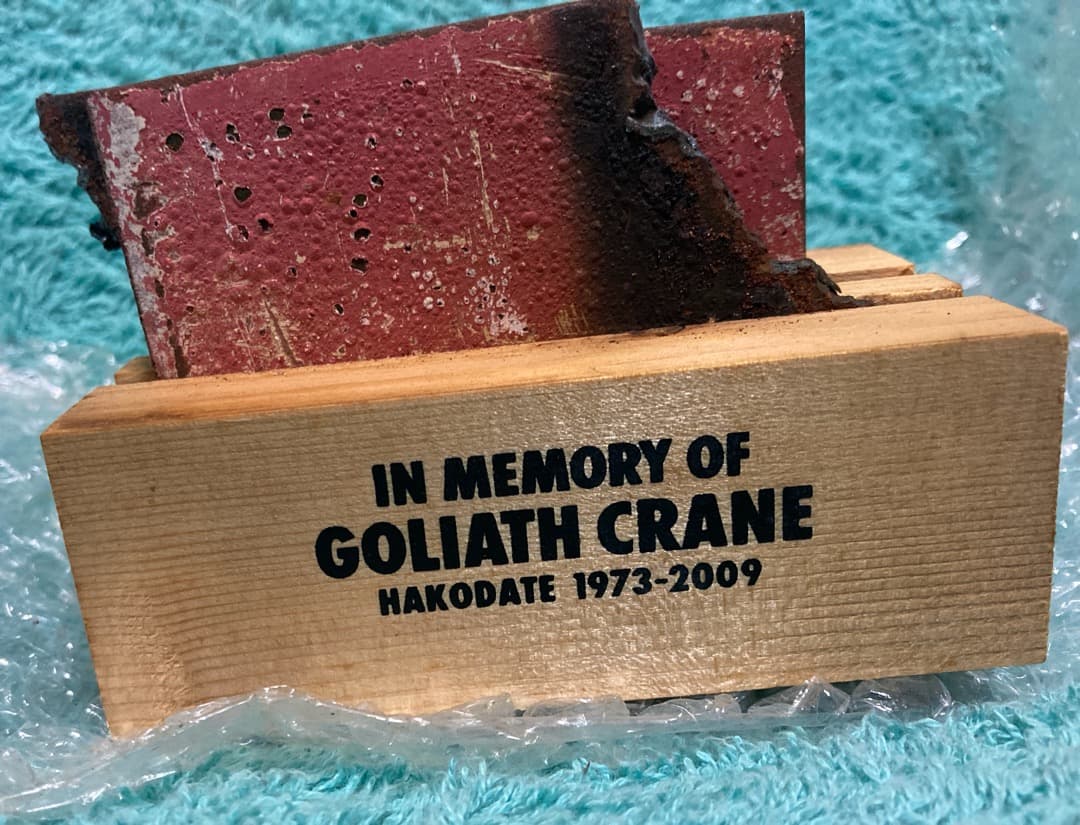 IN MEMORY OF
GOLIATH CRANE
HAKODATE 1973-2009